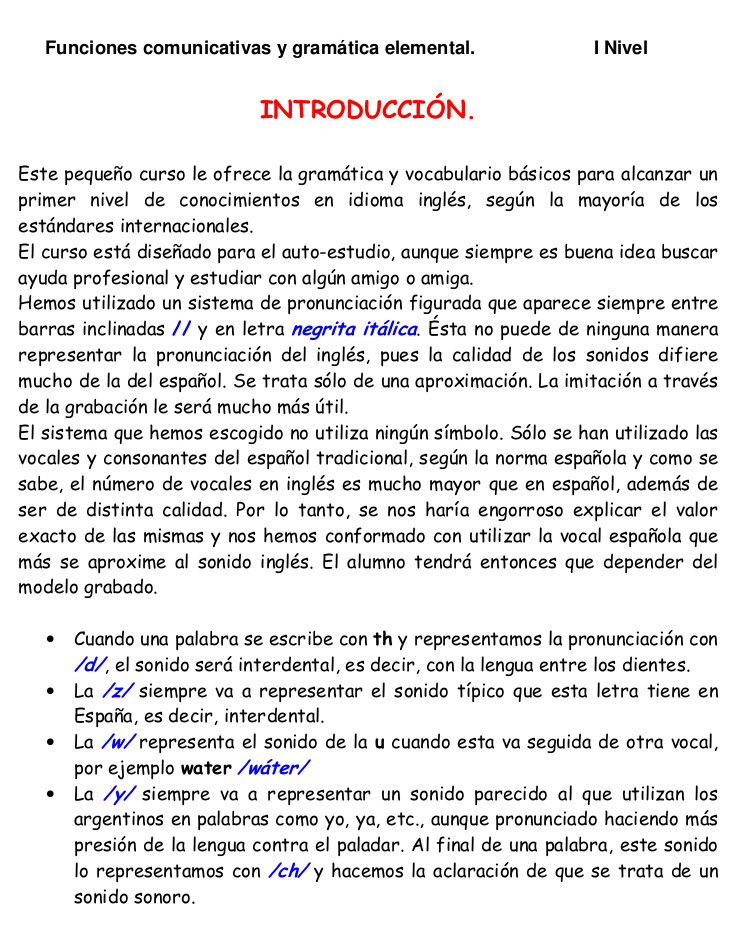 Funciones comunicativas y gramática elemental. I Nivel
INTRODUCCIÓN.
Este pequeño curso le ofrece la gramática y vocabulario básicos para alcanzar un
primer nivel de conocimientos en idioma inglés, según la mayoría de los
estándares internacionales.
El curso está diseñado para el auto-estudio, aunque siempre es buena idea buscar
ayuda profesional y estudiar con algún amigo o amiga.
Hemos utilizado un sistema de pronunciación figurada que aparece siempre entre
barras inclinadas // y en letra negrita itálica. Ésta no puede de ninguna manera
representar la pronunciación del inglés, pues la calidad de los sonidos difiere
mucho de la del español. Se trata sólo de una aproximación. La imitación a través
de la grabación le será mucho más útil.
El sistema que hemos escogido no utiliza ningún símbolo. Sólo se han utilizado las
vocales y consonantes del español tradicional, según la norma española y como se
sabe, el número de vocales en inglés es mucho mayor que en español, además de
ser de distinta calidad. Por lo tanto, se nos haría engorroso explicar el valor
exacto de las mismas y nos hemos conformado con utilizar la vocal española que
más se aproxime al sonido inglés. El alumno tendrá entonces que depender del
modelo grabado.
• Cuando una palabra se escribe con th y representamos la pronunciación con
/d/, el sonido será interdental, es decir, con la lengua entre los dientes.
• La /z/ siempre va a representar el sonido típico que esta letra tiene en
España, es decir, interdental.
• La /w/ representa el sonido de la u cuando esta va seguida de otra vocal,
por ejemplo water /wáter/
• La /y/ siempre va a representar un sonido parecido al que utilizan los
argentinos en palabras como yo, ya, etc., aunque pronunciado haciendo más
presión de la lengua contra el paladar. Al final de una palabra, este sonido
lo representamos con /ch/ y hacemos la aclaración de que se trata de un
sonido sonoro.